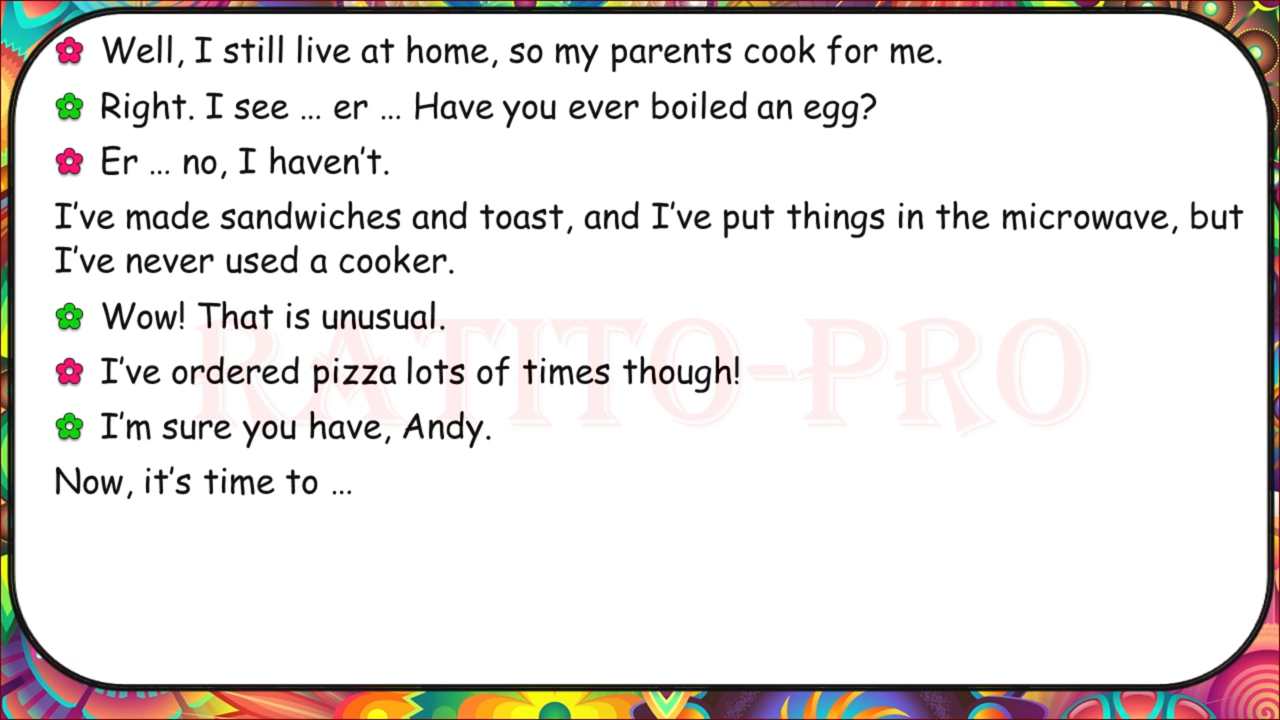 Well, I still live at home, so my parents cook for me.
Right. I see ... er ... Have you ever boiled an egg?
Er ... no, I haven't.
I've made sandwiches and toast, and I've put things in the microwave, but
I've never used a cooker.
Wow! That is unusual.
I've ordered pizza lots of times though!
I'm sure you have, Andy.
Now, it's time to ...
RATITO-PRO